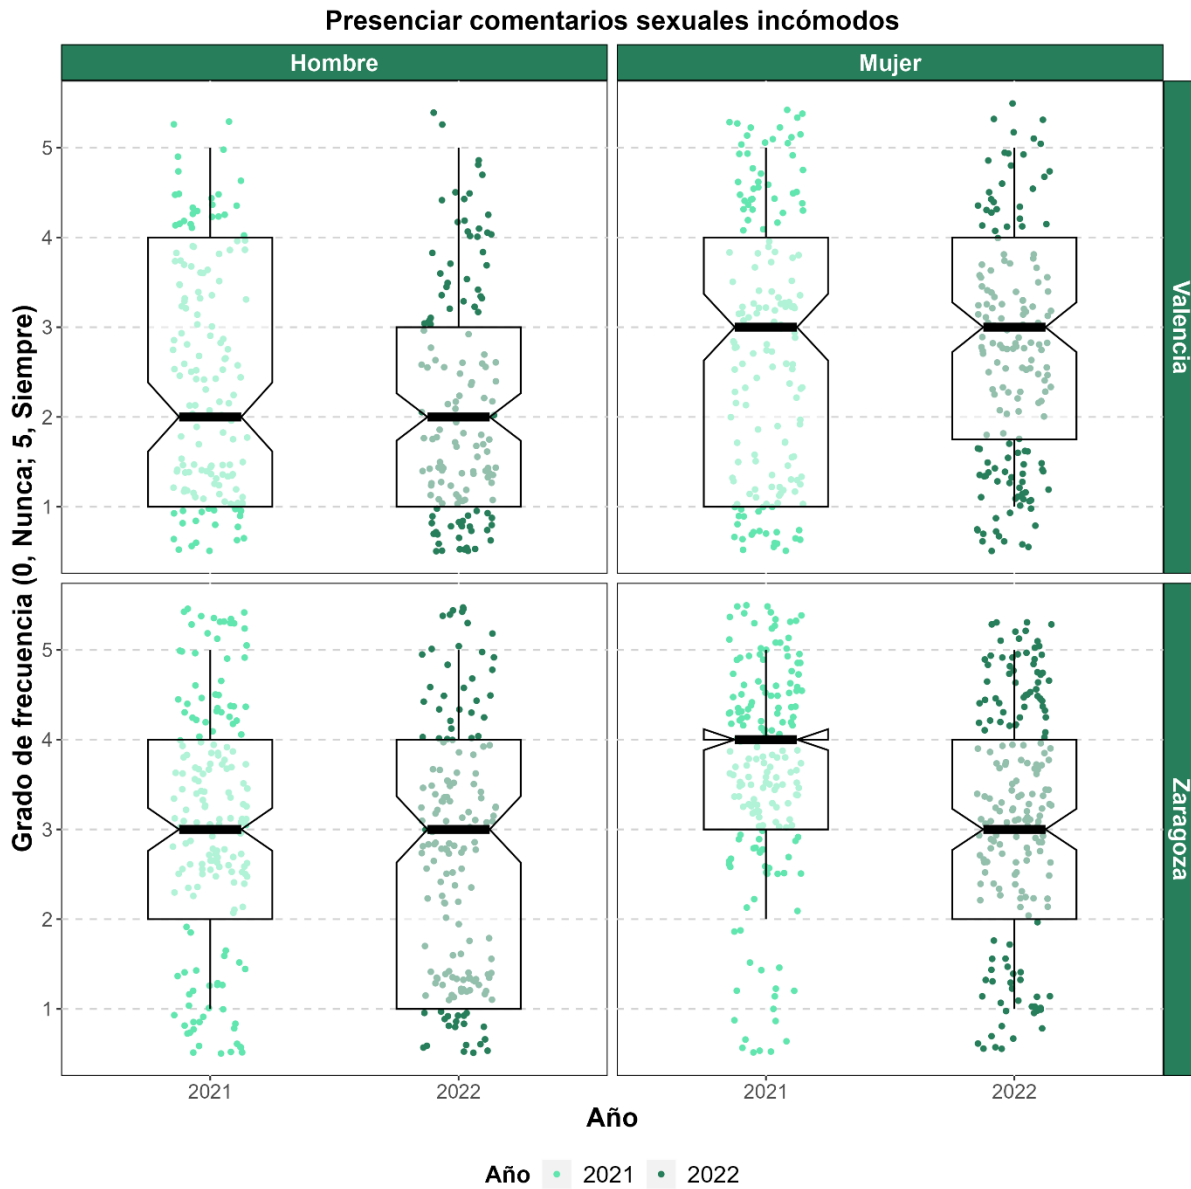 Presenciar comentarios sexuales incómodos
Hombre
Mujer
Grado de frecuencia (0, Nunca; 5, Siempre)
5
4
3
2
1
Valencia
5
4
3
2
1
Zaragoza
2021
2022
2021
2022
Año
Año 2021 2022